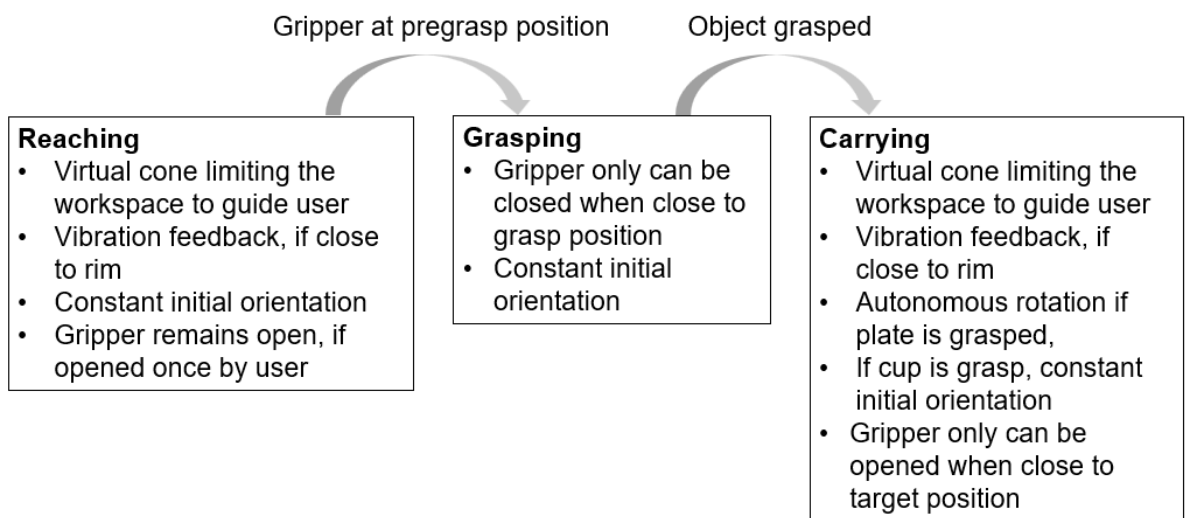 Gripper at pregrasp position
Object grasped
Reaching
• Virtual cone limiting the
workspace to guide user
• Vibration feedback, if close
to rim
• Constant initial orientation
• Gripper remains open, if
opened once by user
Grasping
• Gripper only can be
closed when close to
grasp position
• Constant initial
orientation
Carrying
• Virtual cone limiting the
workspace to guide user
• Vibration feedback, if
close to rim
• Autonomous rotation if
plate is grasped,
• If cup is grasp, constant
initial orientation
• Gripper only can be
opened when close to
target position